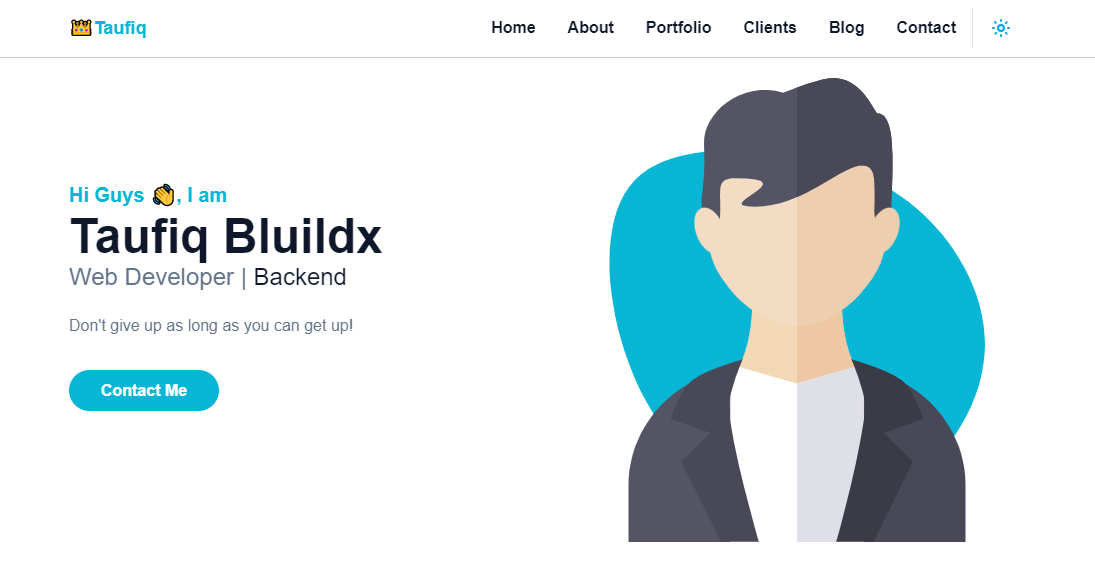 👑Taufiq
Home About Portfolio Clients Blog Contact
Hi Guys 👋, I am
Taufiq Bluildx
Web Developer | Backend
Don't give up as long as you can get up!
Contact Me